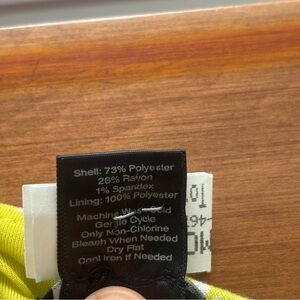 Shell: 73% Polyester
26% Rayon
1% Spandex
Lining: 100% Polyester
Machine Wash Cold
Gentle Cycle
Only Non-Chlorine
Bleach When Needed
Dry Flat
Cool Iron If Needed